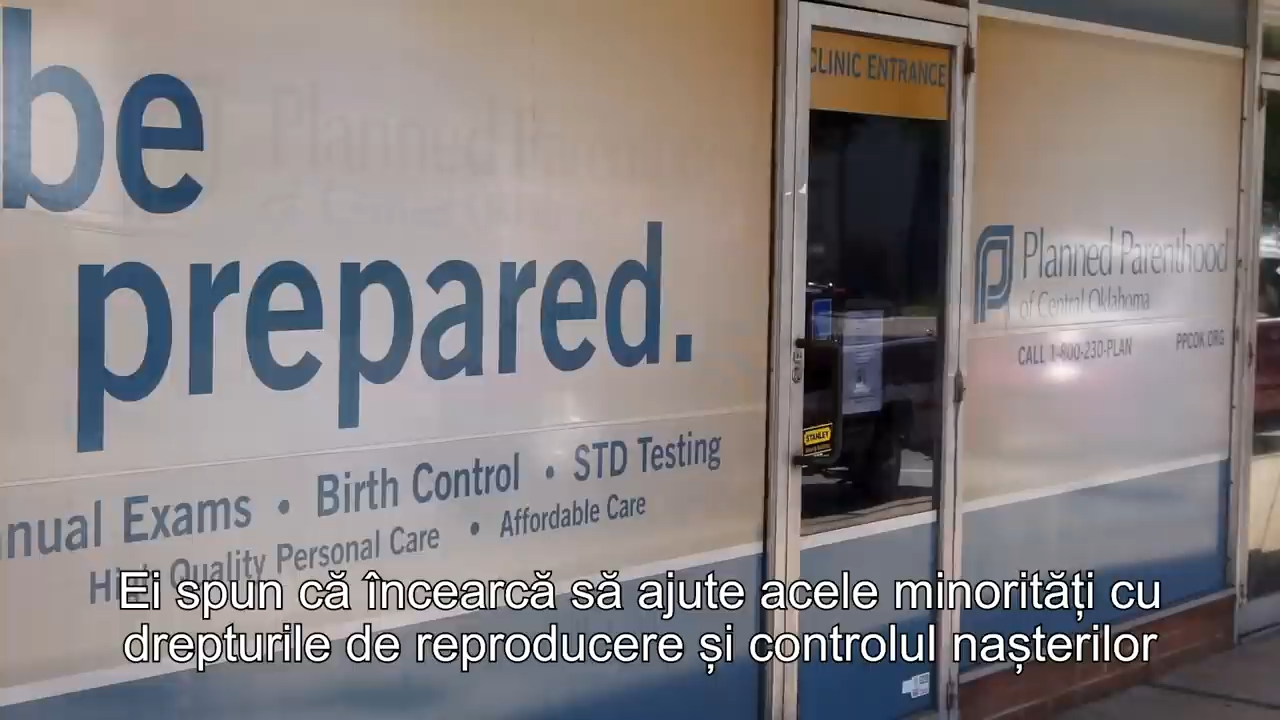 be
prepared.
nual Exams • Birth Control • STD Testing
High Quality Personal Care • Affordable Care
CLINIC ENTRANCE
STANLEY
Planned Parenthood
of Central Oklahoma
CALL 1-800-230-PLAN PPCOK.ORG
Ei spun că încearcă să ajute acele minorități cu
drepturile de reproducere și controlul nașterilor